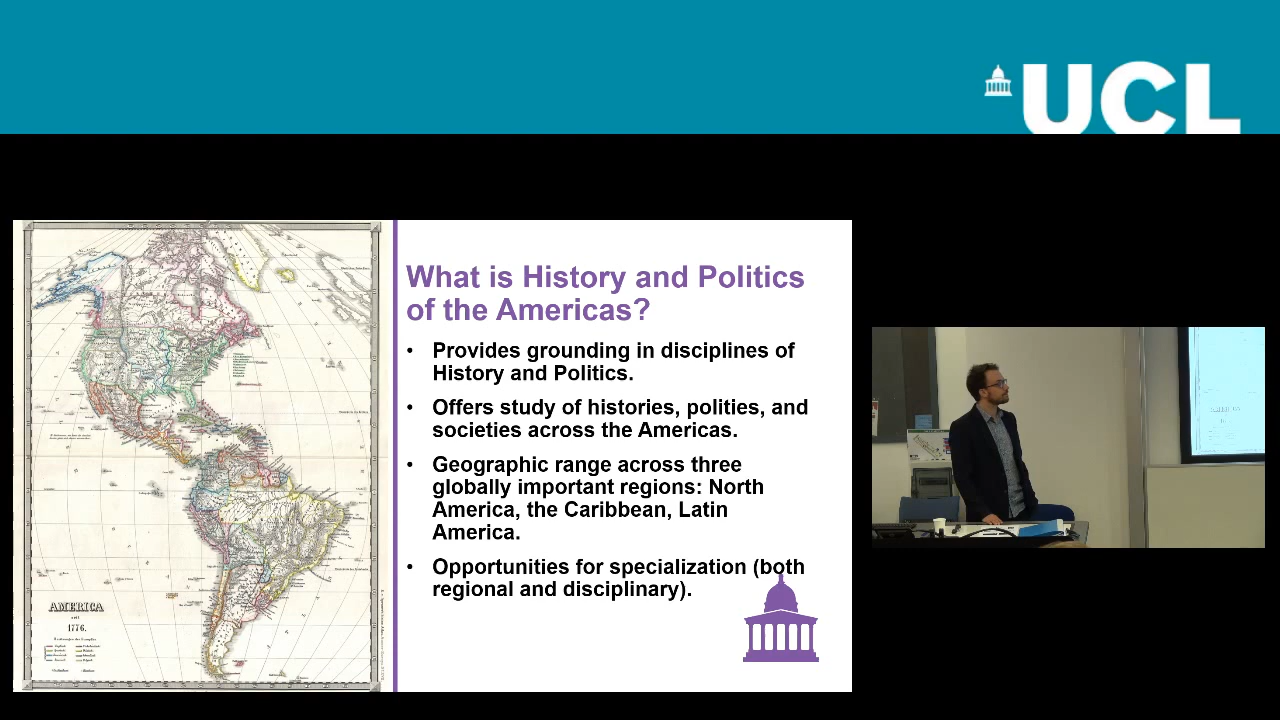 UCL
What is History and Politics
of the Americas?
• Provides grounding in disciplines of
History and Politics.
• Offers study of histories, polities, and
societies across the Americas.
• Geographic range across three
globally important regions: North
America, the Caribbean, Latin
America.
• Opportunities for specialization (both
regional and disciplinary).
AMERICA
seit
1776.